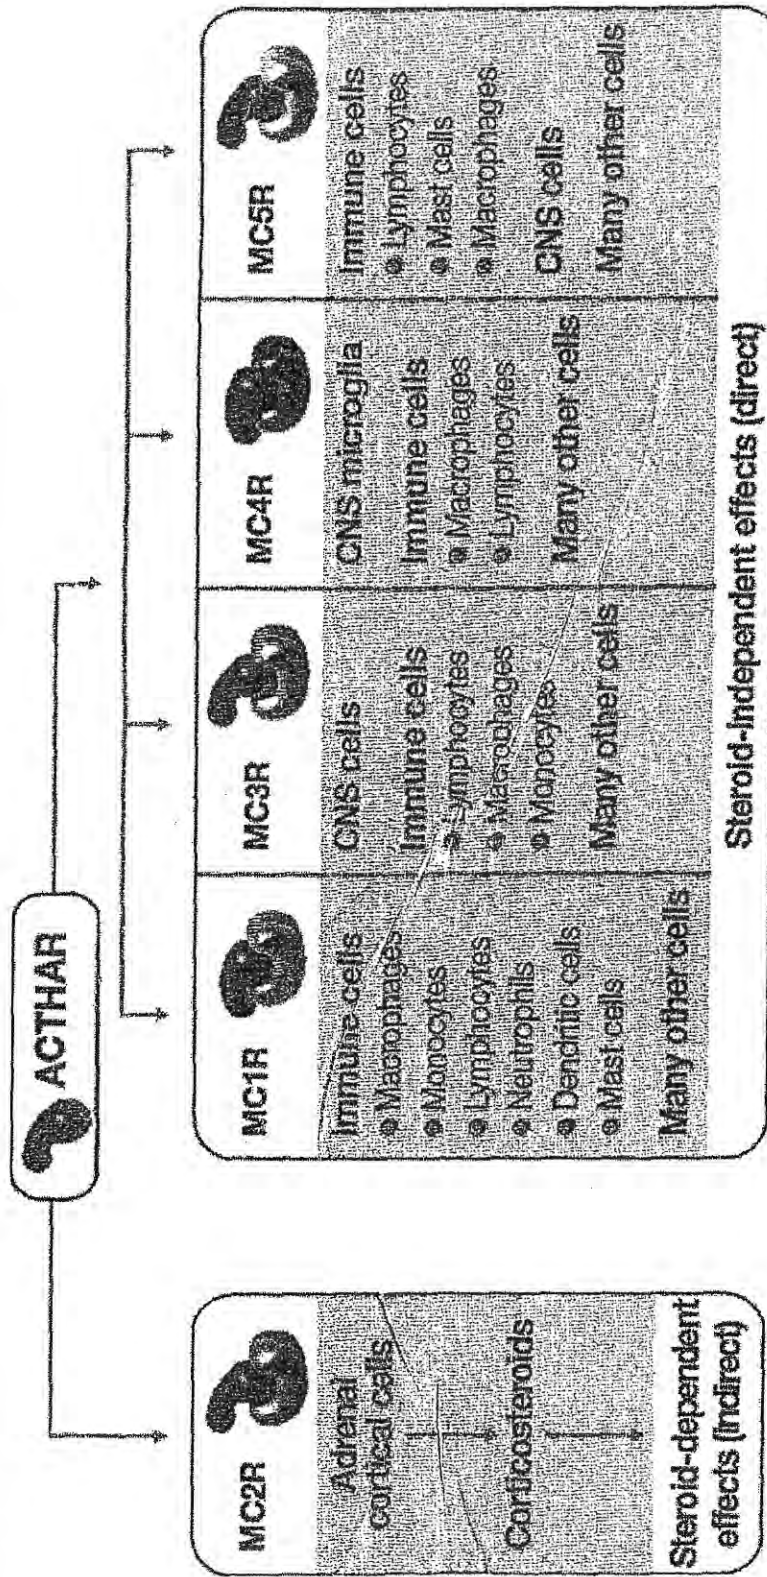 ACTHAR
MC2R
Adrenal
cortical cells
Corticosteroids
Steroid-dependent
effects (indirect)
MC1R
Immune cells
Macrophages
Monocytes
Lymphocytes
Neutrophils
Dendritic cells
Mast cells
Many other cells
MC3R
CNS cells
Immune cells
Lymphocytes
Macrophages
Monocytes
Many other cells
MC4R
CNS microglia
Immune cells
Macrophages
Lymphocytes
Many other cells
MC5R
Immune cells
Lymphocytes
Mast cells
Macrophages
CNS cells
Many other cells
Steroid-independent effects (direct)